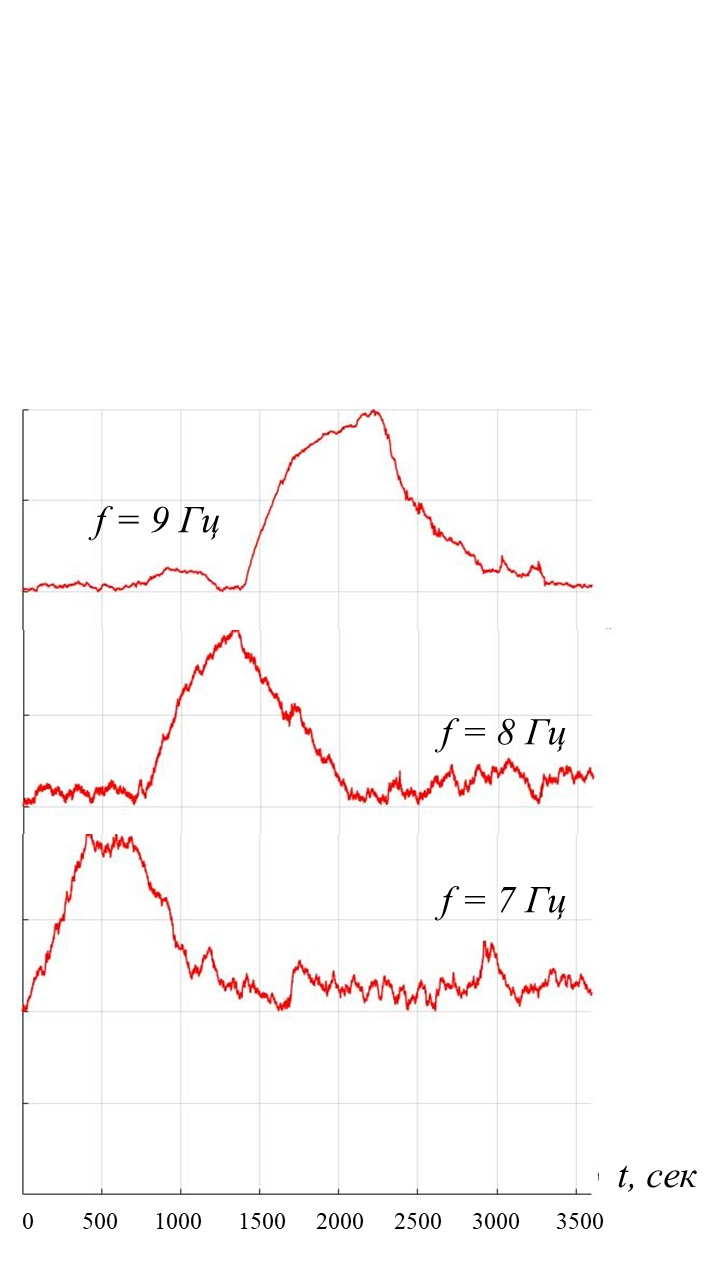 f = 9 Гц
f = 8 Гц
f = 7 Гц
t, сек
0 500 1000 1500 2000 2500 3000 3500